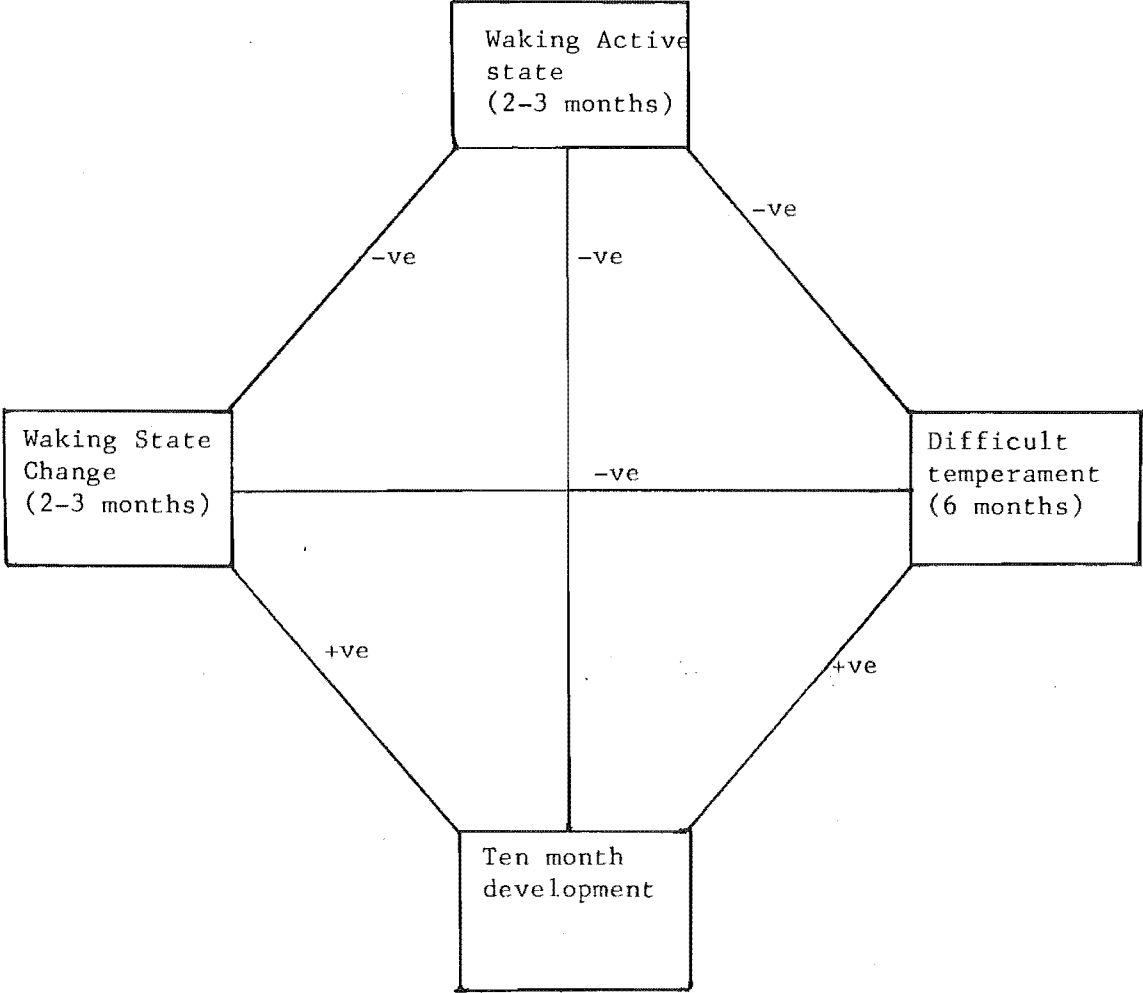 Waking Active
state
(2-3 months)
-ve
-ve
-ve
Waking State
Change
(2-3 months)
-ve
Difficult
temperament
(6 months)
+ve
+ve
Ten month
development